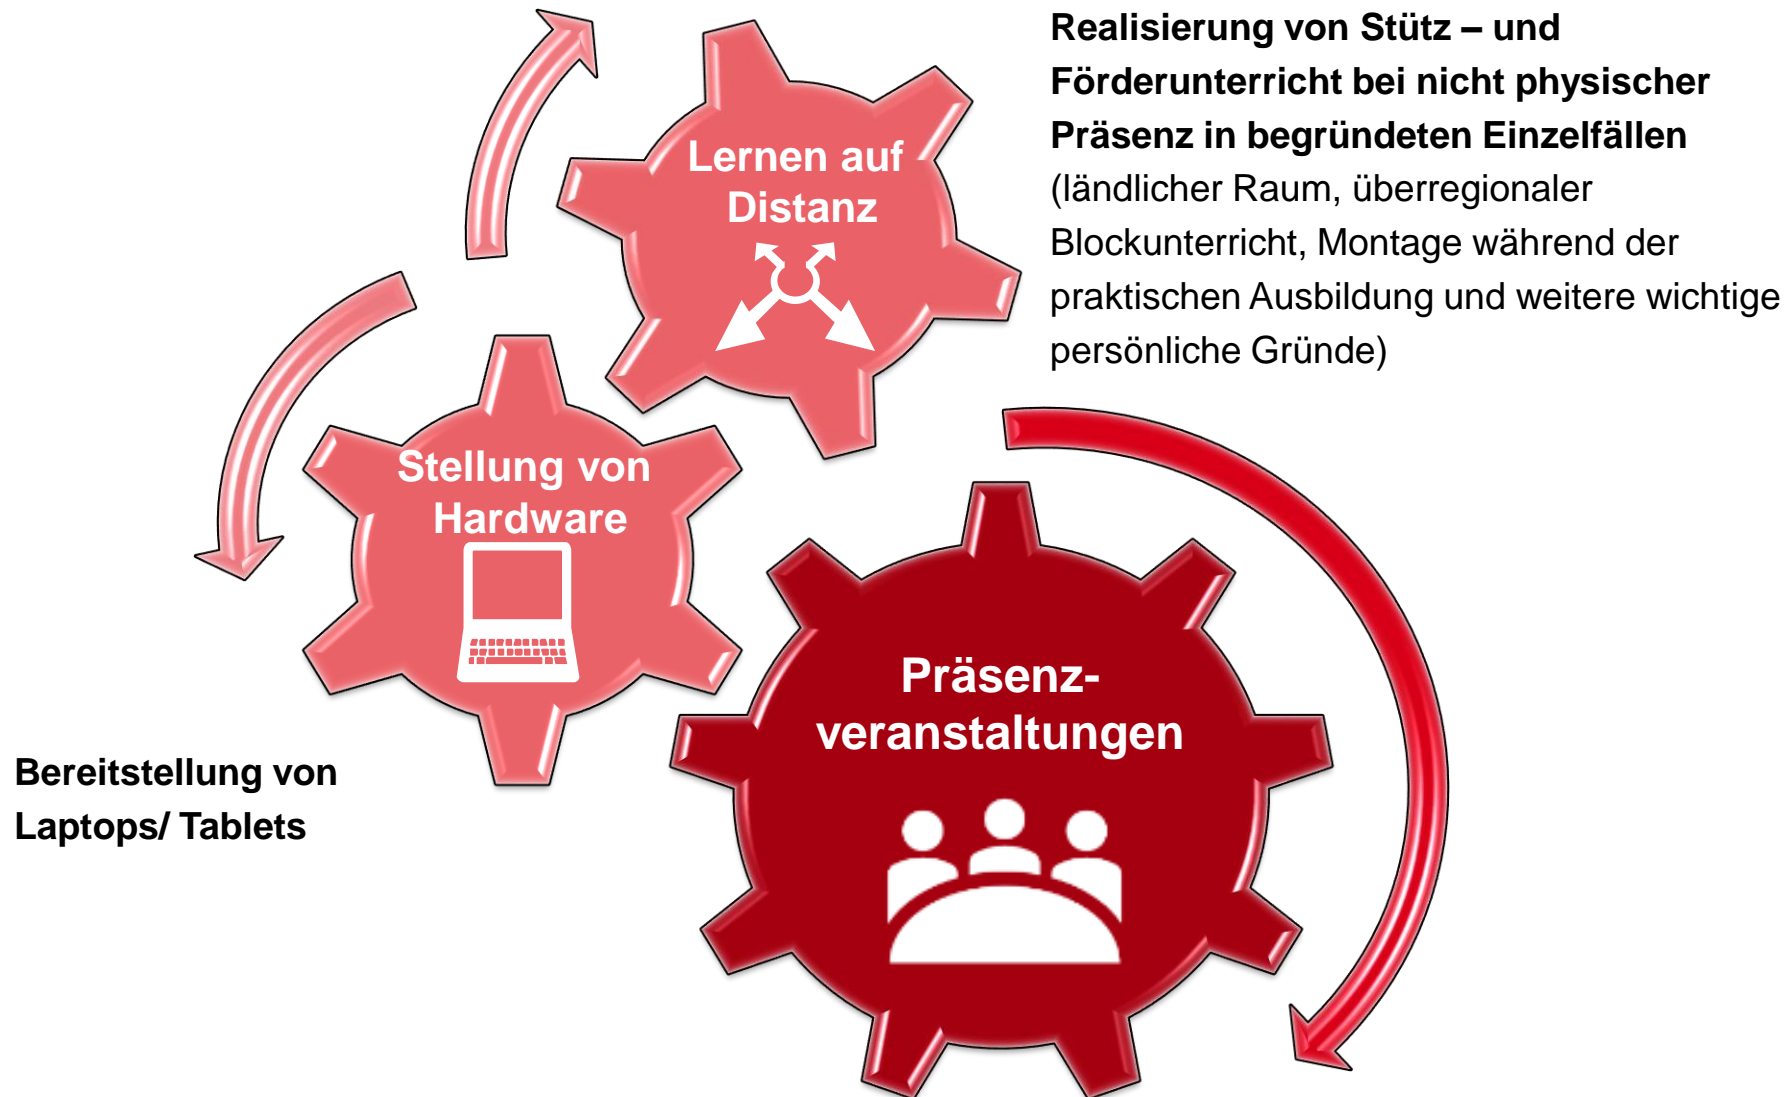 Realisierung von Stütz – und
Förderunterricht bei nicht physischer
Präsenz in begründeten Einzelfällen
(ländlicher Raum, überregionaler
Blockunterricht, Montage während der
praktischen Ausbildung und weitere wichtige
persönliche Gründe)
Lernen auf
Distanz
Stellung von
Hardware
Präsenz-
veranstaltungen
Bereitstellung von
Laptops/ Tablets